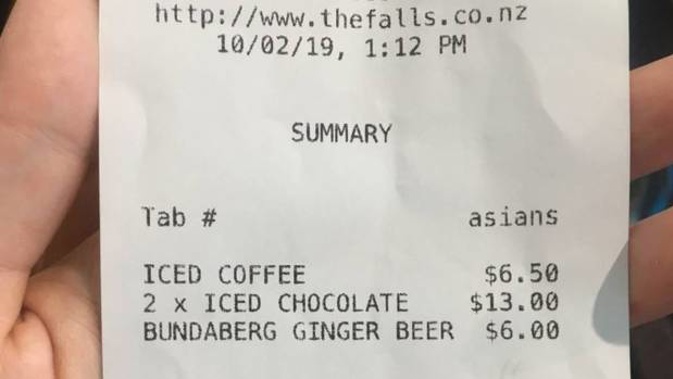 http://www.thefalls.co.nz
10/02/19, 1:12 PM
SUMMARY
Tab # asians
ICED COFFEE $6.50
2 x ICED CHOCOLATE $13.00
BUNDABERG GINGER BEER $6.00